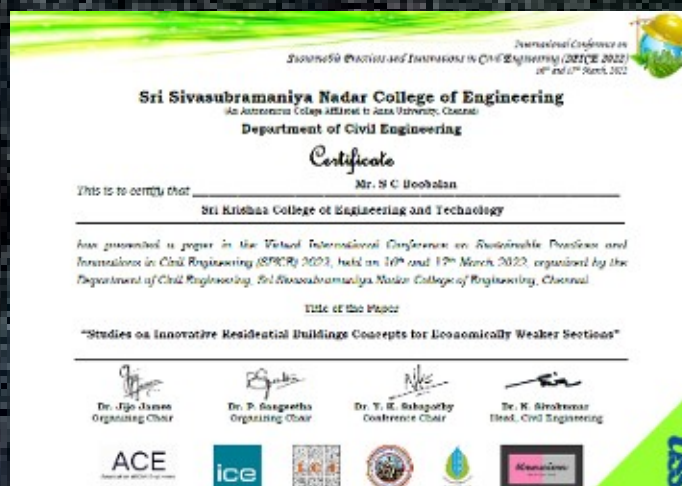 International Conference on
Sustainable Practices and Innovations in Civil Engineering (SPICE 2022)
16th and 17th March, 2022
Sri Sivasubramaniya Nadar College of Engineering
(An Autonomous College Affiliated to Anna University, Chennai)
Department of Civil Engineering
Certificate
This is to certify that Mr. S C Boobalan
Sri Krishna College of Engineering and Technology
has presented a paper in the Virtual International Conference on Sustainable Practices and
Innovations in Civil Engineering (SPICE) 2022, held on 16th and 17th March 2022, organized by the
Department of Civil Engineering, Sri Sivasubramaniya Nadar College of Engineering, Chennai
Title of the Paper
"Studies on Innovative Residential Buildings Concepts for Economically Weaker Sections"
Dr. Jijo James Dr. P. Sangeetha Dr. Y. K. Sabapathy Dr. N. Sivakumar
Organizing Chair Organizing Chair Conference Chair Head, Civil Engineering
ACE ice
ssn